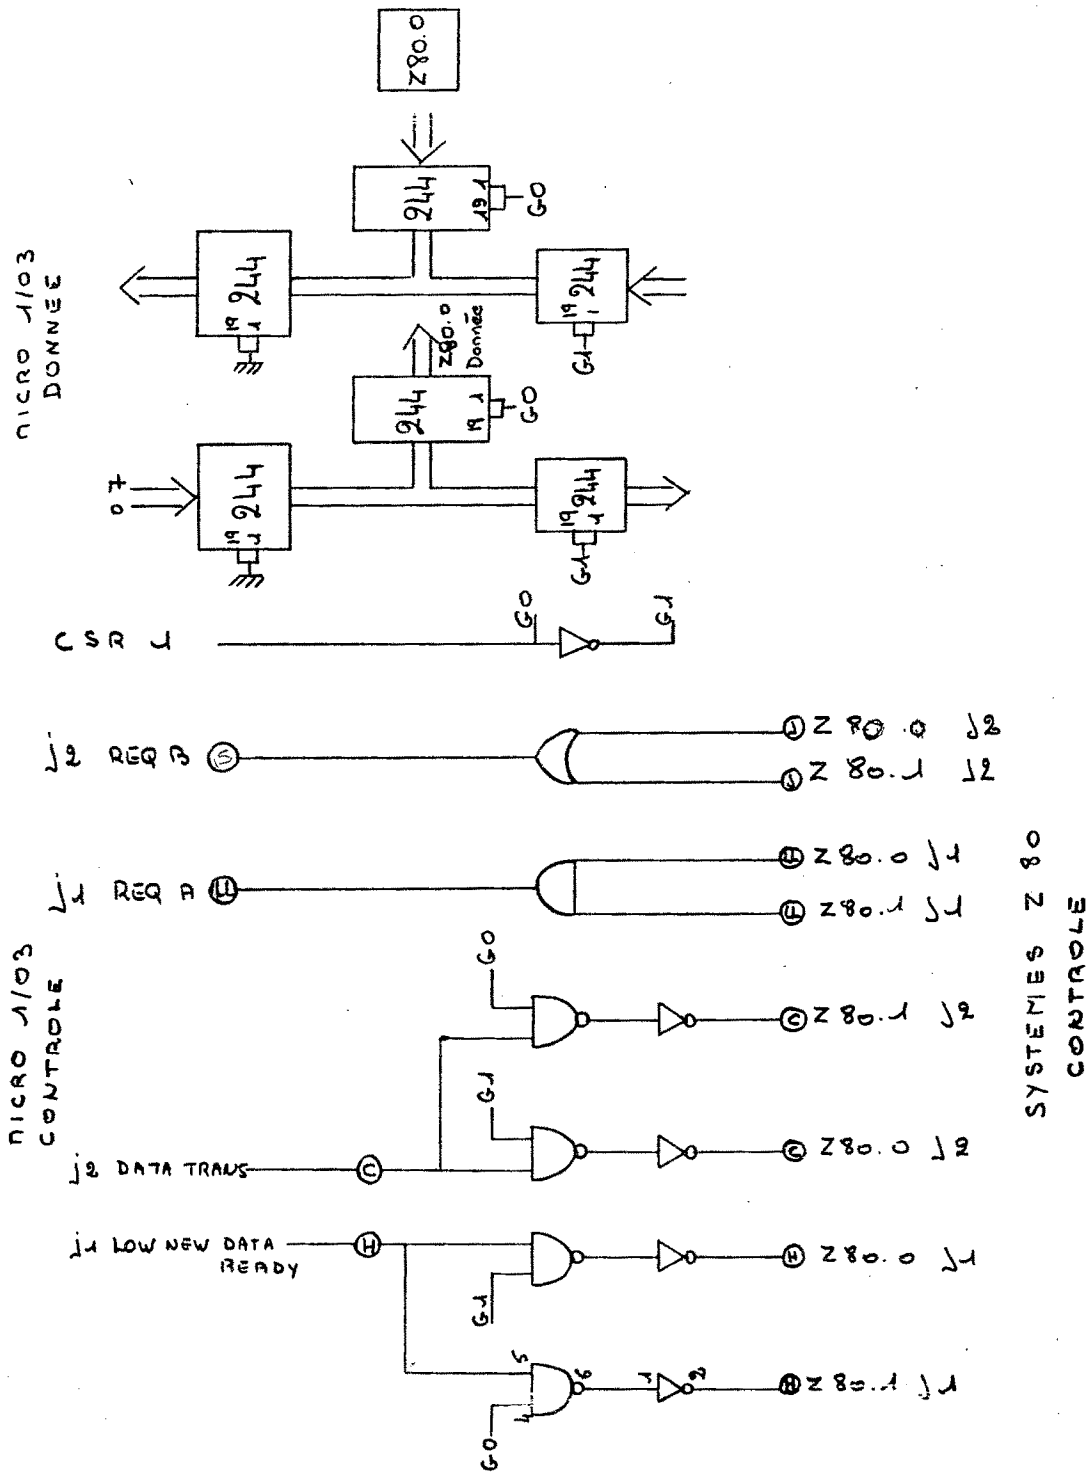 Z80.0
244
19 1
G0
MICRO 1/03
DONNEE
244
19
1
244
19
1
G1
Z80.0
Donnée
244
19 1
G0
0 7
244
19
1
244
19
1
G1
CSR 1
G0
G1
j2 REQ B
Z 80.0 J2
J Z 80.1 J2
j1 REQ A
Z 80.0 J1
Z 80.1 J1
MICRO 1/03
CONTROLE
SYSTEMES Z 80
CONTROLE
G0
C Z 80.1 J2
G1
j2 DATA TRANS C
C Z80.0 J2
j1 LOW NEW DATA H
READY
G1
H Z80.0 J1
5
4
6
1
2
G0
H Z 80.1 J1